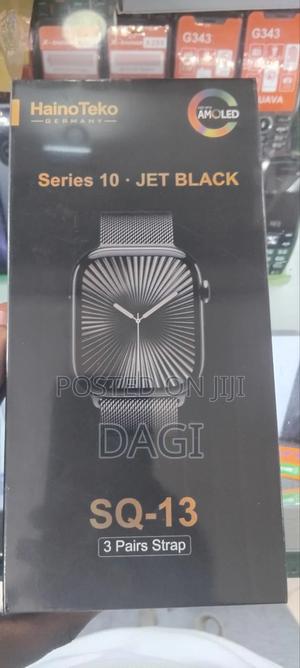 G343
G343
HainoTeko
GERMANY
AMOLED
Series 10 · JET BLACK
POSTED ON JIJI
DAGI
SQ-13
3 Pairs Strap